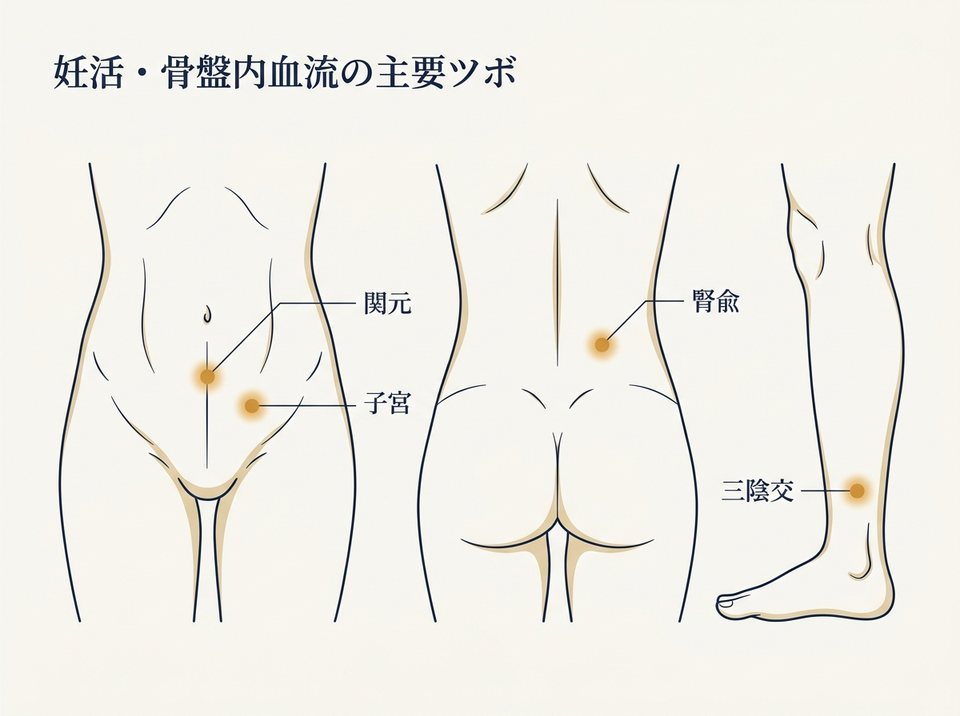 妊活・骨盤内血流の主要ツボ
関元
子宮
腎兪
三陰交